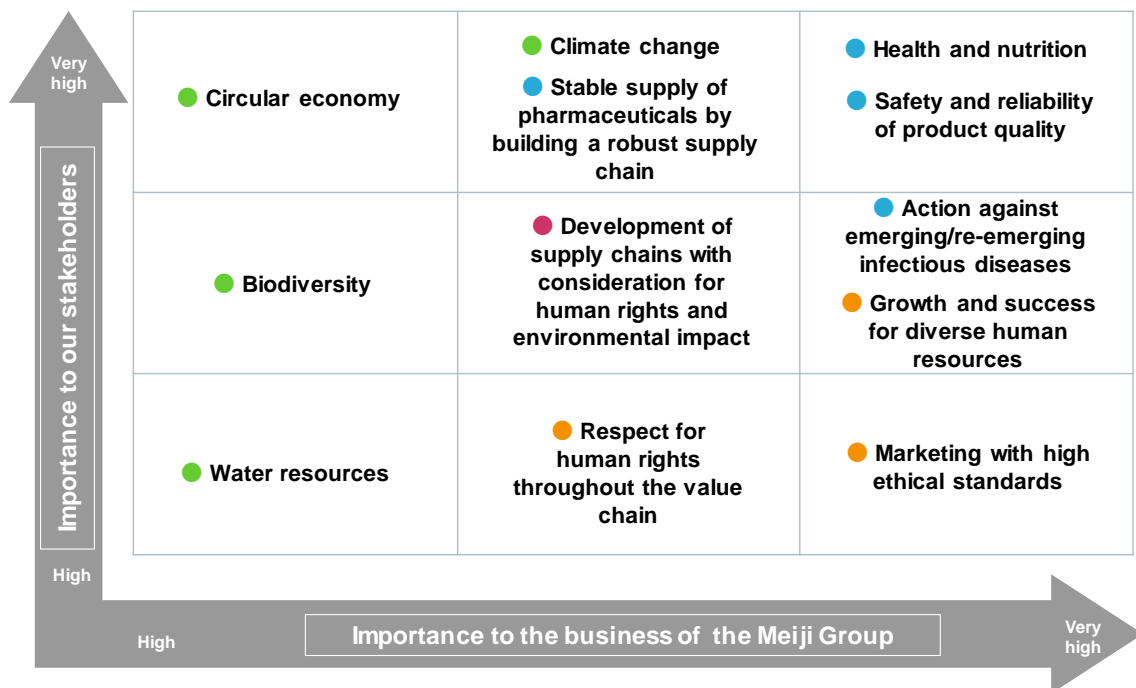 Very
high
Importance to our stakeholders
High
Circular economy
Climate change
Stable supply of
pharmaceuticals by
building a robust supply
chain
Health and nutrition
Safety and reliability
of product quality
Biodiversity
Development of
supply chains with
consideration for
human rights and
environmental impact
Action against
emerging/re-emerging
infectious diseases
Growth and success
for diverse human
resources
Water resources
Respect for
human rights
throughout the value
chain
Marketing with high
ethical standards
High
Importance to the business of the Meiji Group
Very
high